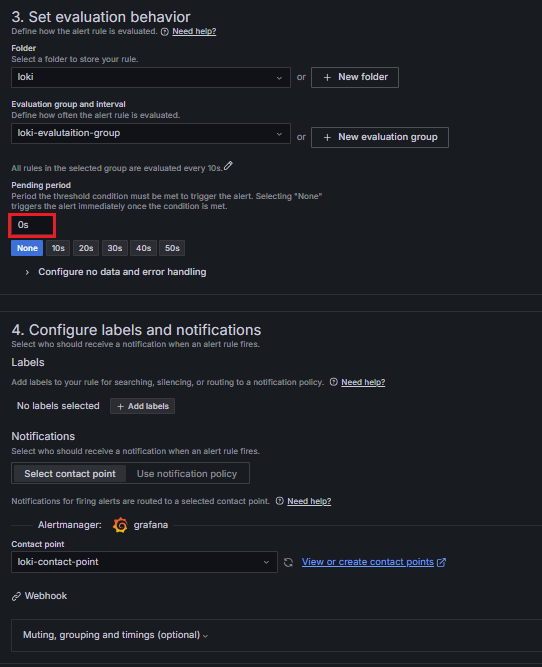 3. Set evaluation behavior
Define how the alert rule is evaluated. Need help?
Folder
Select a folder to store your rule.
loki or + New folder
Evaluation group and interval
Define how often the alert rule is evaluated.
loki-evalutaition-group or + New evaluation group
All rules in the selected group are evaluated every 10s.
Pending period
Period the threshold condition must be met to trigger the alert. Selecting "None"
triggers the alert immediately once the condition is met.
0s
None 10s 20s 30s 40s 50s
Configure no data and error handling
4. Configure labels and notifications
Select who should receive a notification when an alert rule fires.
Labels
Add labels to your rule for searching, silencing, or routing to a notification policy. Need help?
No labels selected + Add labels
Notifications
Select who should receive a notification when an alert rule fires.
Select contact point Use notification policy
Notifications for firing alerts are routed to a selected contact point. Need help?
Alertmanager: grafana
Contact point
loki-contact-point View or create contact points
Webhook
Muting, grouping and timings (optional)